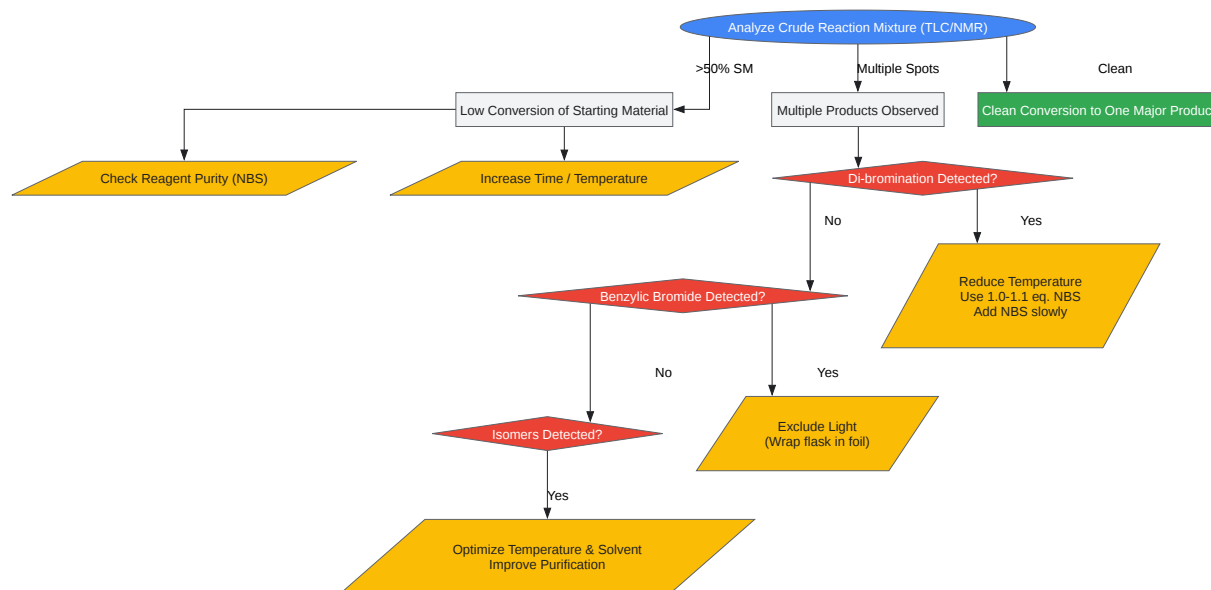 Analyze Crude Reaction Mixture (TLC/NMR)
>50% SM
Multiple Spots
Clean
Low Conversion of Starting Material
Multiple Products Observed
Clean Conversion to One Major Produc
Check Reagent Purity (NBS)
Increase Time / Temperature
Di-bromination Detected?
No
Yes
Reduce Temperature
Use 1.0-1.1 eq. NBS
Add NBS slowly
Benzylic Bromide Detected?
No
Yes
Exclude Light
(Wrap flask in foil)
Isomers Detected?
Yes
Optimize Temperature & Solvent
Improve Purification